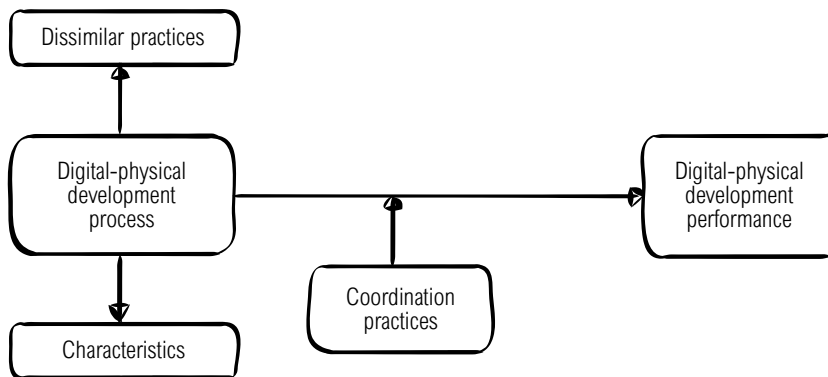 Dissimilar practices
Digital-physical
development
process
Digital-physical
development
performance
Coordination
practices
Characteristics